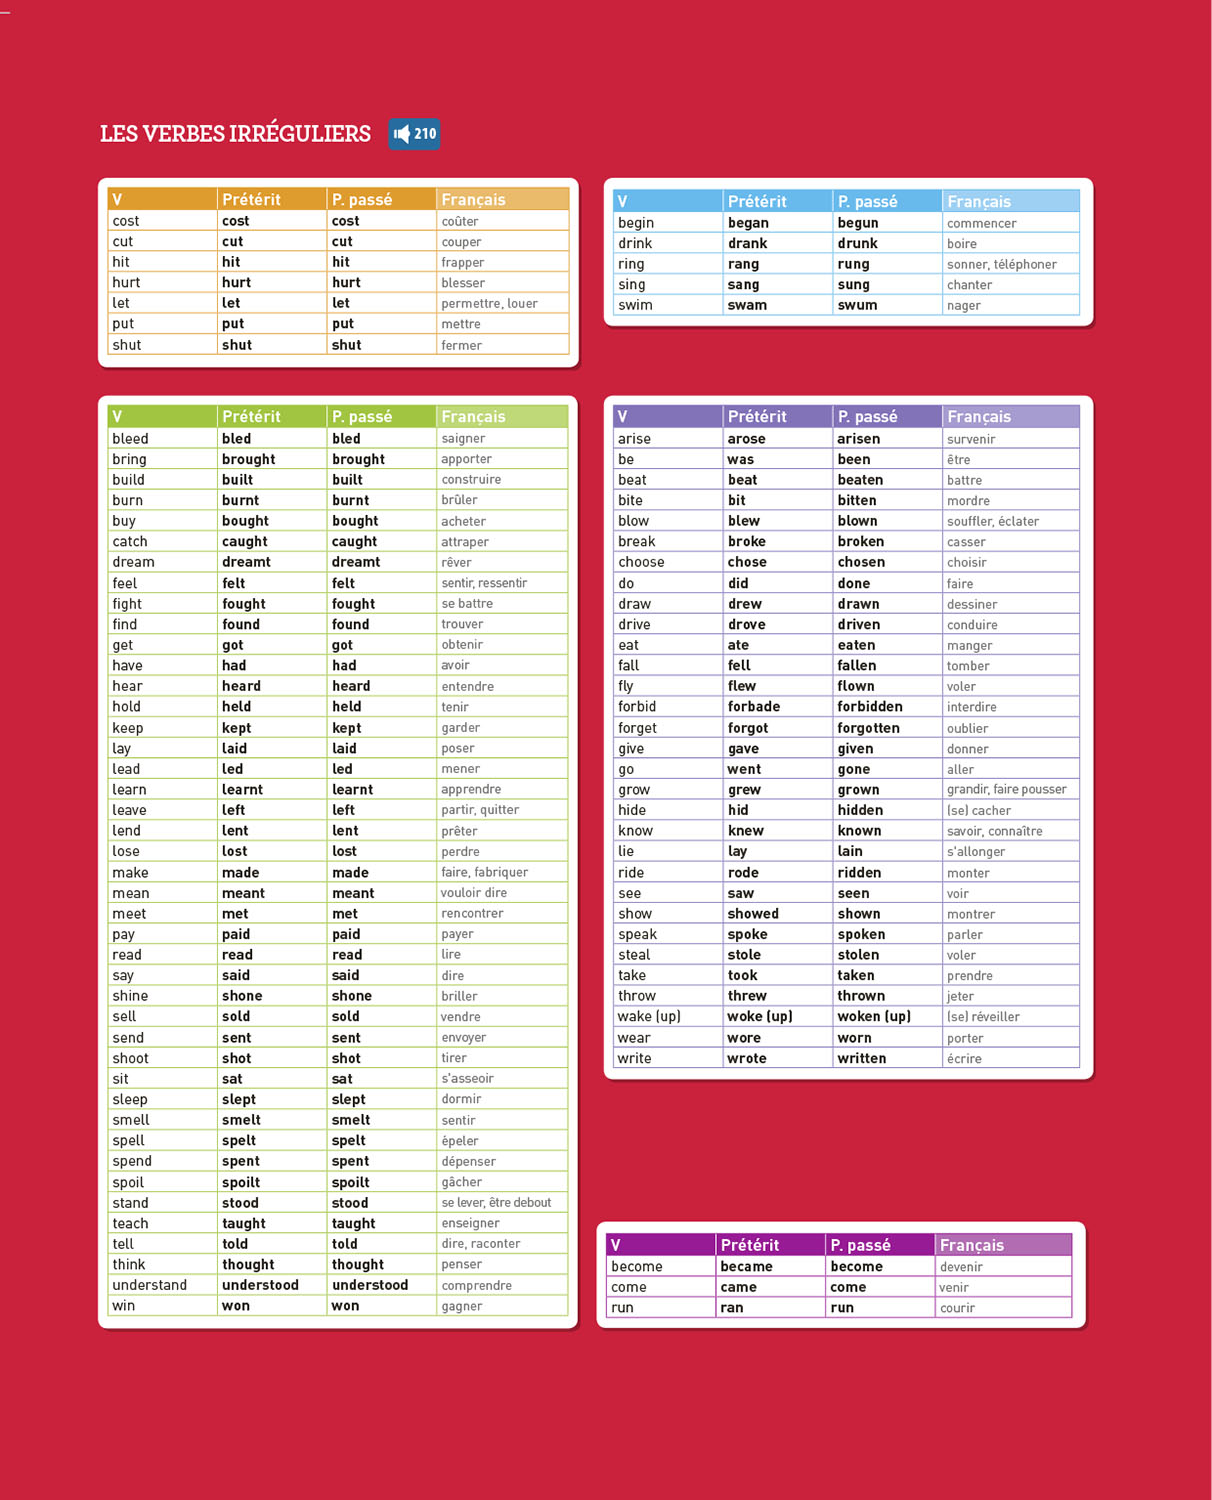 LES VERBES IRRÉGULIERS 210
V Prétérit P. passé Français
cost cost cost coûter
cut cut cut couper
hit hit hit frapper
hurt hurt hurt blesser
let let let permettre, louer
put put put mettre
shut shut shut fermer
V Prétérit P. passé Français
begin began begun commencer
drink drank drunk boire
ring rang rung sonner, téléphoner
sing sang sung chanter
swim swam swum nager
V Prétérit P. passé Français
bleed bled bled saigner
bring brought brought apporter
build built built construire
burn burnt burnt brûler
buy bought bought acheter
catch caught caught attraper
dream dreamt dreamt rêver
feel felt felt sentir, ressentir
fight fought fought se battre
find found found trouver
get got got obtenir
have had had avoir
hear heard heard entendre
hold held held tenir
keep kept kept garder
lay laid laid poser
lead led led mener
learn learnt learnt apprendre
leave left left partir, quitter
lend lent lent prêter
lose lost lost perdre
make made made faire, fabriquer
mean meant meant vouloir dire
meet met met rencontrer
pay paid paid payer
read read read lire
say said said dire
shine shone shone briller
sell sold sold vendre
send sent sent envoyer
shoot shot shot tirer
sit sat sat s'asseoir
sleep slept slept dormir
smell smelt smelt sentir
spell spelt spelt épeler
spend spent spent dépenser
spoil spoilt spoilt gâcher
stand stood stood se lever, être debout
teach taught taught enseigner
tell told told dire, raconter
think thought thought penser
understand understood understood comprendre
win won won gagner
V Prétérit P. passé Français
arise arose arisen survenir
be was been être
beat beat beaten battre
bite bit bitten mordre
blow blew blown souffler, éclater
break broke broken casser
choose chose chosen choisir
do did done faire
draw drew drawn dessiner
drive drove driven conduire
eat ate eaten manger
fall fell fallen tomber
fly flew flown voler
forbid forbade forbidden interdire
forget forgot forgotten oublier
give gave given donner
go went gone aller
grow grew grown grandir, faire pousser
hide hid hidden (se) cacher
know knew known savoir, connaître
lie lay lain s'allonger
ride rode ridden monter
see saw seen voir
show showed shown montrer
speak spoke spoken parler
steal stole stolen voler
take took taken prendre
throw threw thrown jeter
wake (up) woke (up) woken (up) (se) réveiller
wear wore worn porter
write wrote written écrire
V Prétérit P. passé Français
become became become devenir
come came come venir
run ran run courir